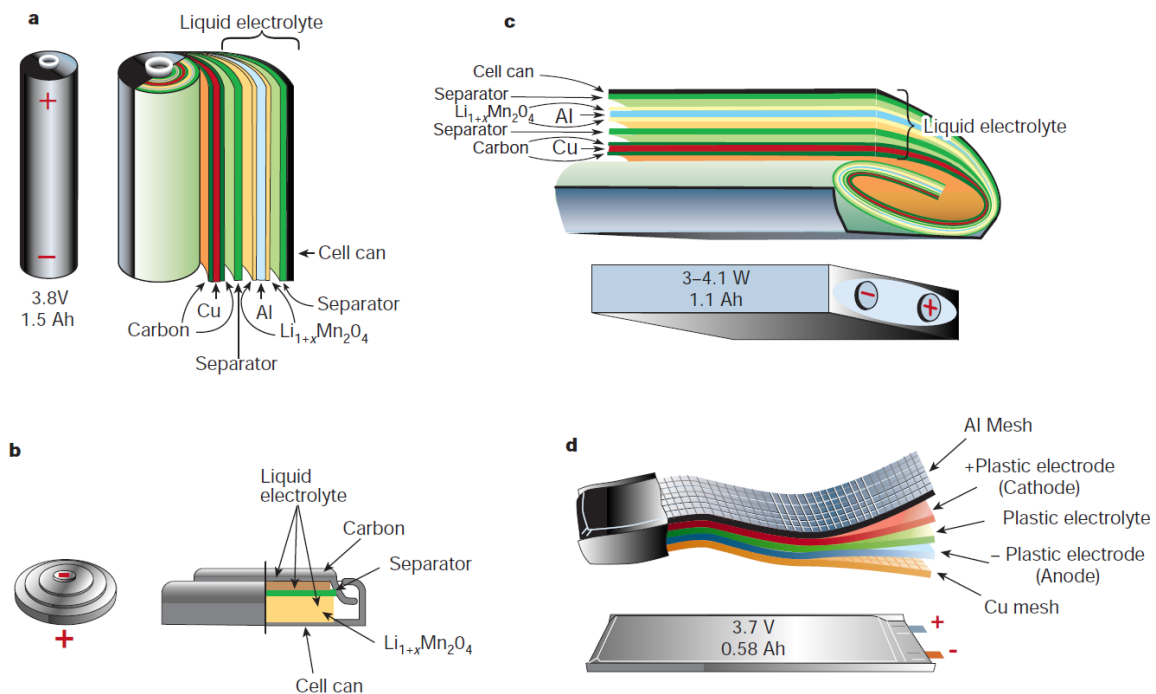 a
Liquid electrolyte
+
−
3.8V
1.5 Ah
Cell can
Separator
Cu
Al
Carbon
Li1+xMn2O4
Separator
b
Liquid
electrolyte
Carbon
Separator
Li1+xMn2O4
Cell can
-
+
c
Cell can
Separator
Li1+xMn2O4
Al
Separator
Carbon
Cu
Liquid electrolyte
3–4.1 W
1.1 Ah
−
+
d
Al Mesh
+Plastic electrode
(Cathode)
Plastic electrolyte
– Plastic electrode
(Anode)
Cu mesh
3.7 V
0.58 Ah
+
-